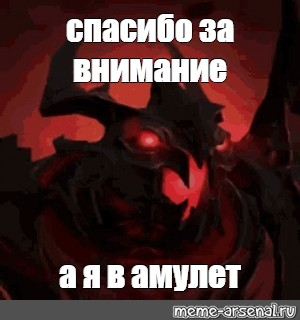 спасибо за
внимание
а я в амулет
meme-arsenal.ru